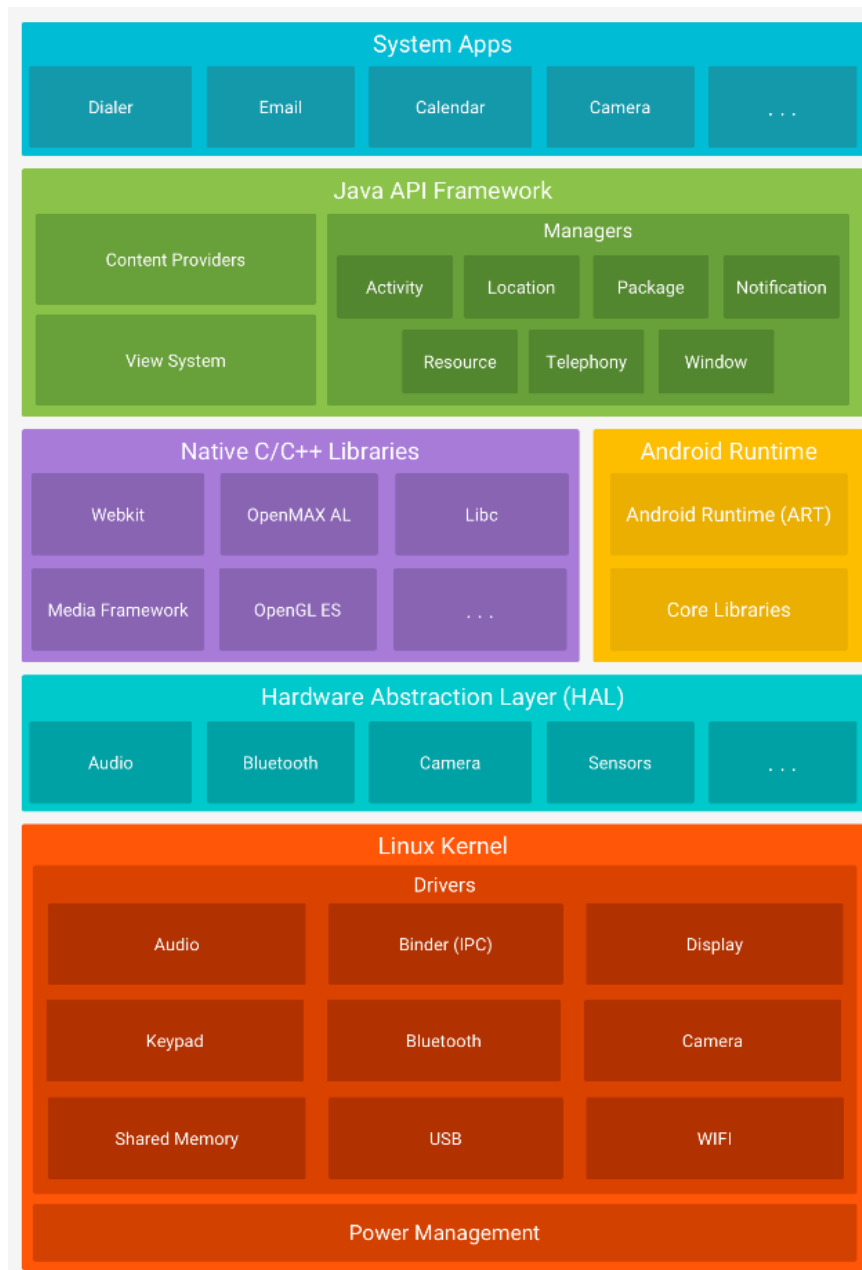 System Apps
Dialer
Email
Calendar
Camera
. . .
Java API Framework
Content Providers
View System
Managers
Activity
Location
Package
Notification
Resource
Telephony
Window
Native C/C++ Libraries
Webkit
OpenMAX AL
Libc
Media Framework
OpenGL ES
. . .
Android Runtime
Android Runtime (ART)
Core Libraries
Hardware Abstraction Layer (HAL)
Audio
Bluetooth
Camera
Sensors
. . .
Linux Kernel
Drivers
Audio
Binder (IPC)
Display
Keypad
Bluetooth
Camera
Shared Memory
USB
WIFI
Power Management